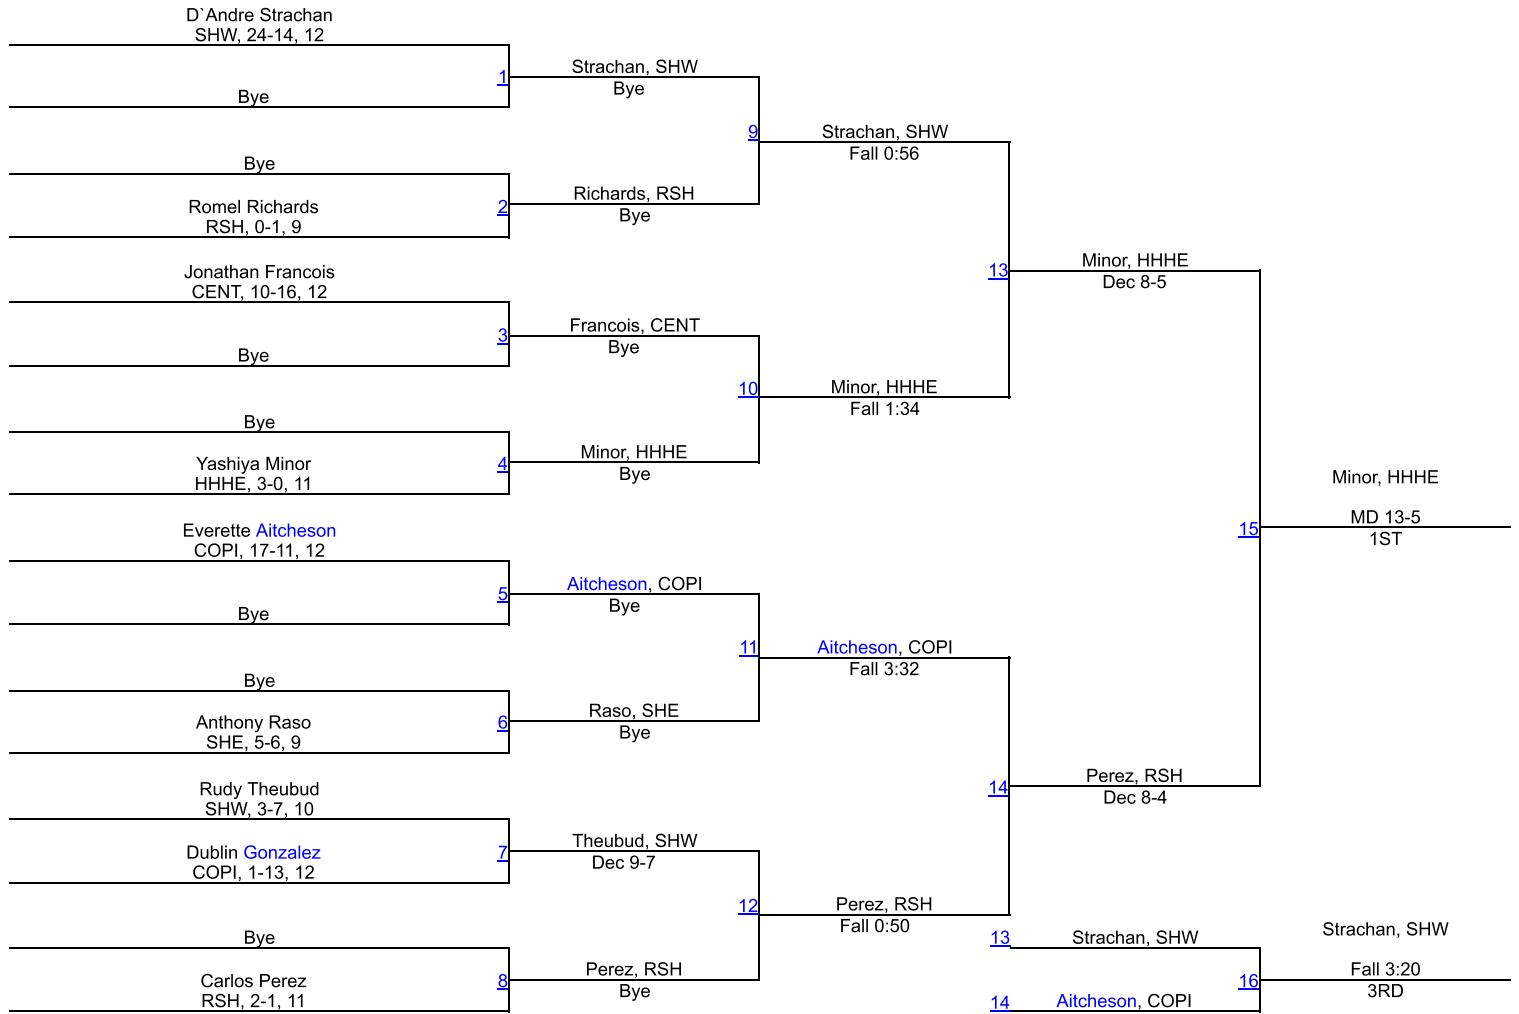 D`Andre Strachan
SHW, 24-14, 12
1
Bye
Bye
2
Romel Richards
RSH, 0-1, 9
Jonathan Francois
CENT, 10-16, 12
3
Bye
Bye
4
Yashiya Minor
HHHE, 3-0, 11
Everette Aitcheson
COPI, 17-11, 12
5
Bye
Bye
6
Anthony Raso
SHE, 5-6, 9
Rudy Theubud
SHW, 3-7, 10
7
Dublin Gonzalez
COPI, 1-13, 12
Bye
8
Carlos Perez
RSH, 2-1, 11
Strachan, SHW
Bye
9
Richards, RSH
Bye
Francois, CENT
Bye
10
Minor, HHHE
Bye
Aitcheson, COPI
Bye
11
Raso, SHE
Bye
Theubud, SHW
Dec 9-7
12
Perez, RSH
Bye
Strachan, SHW
Fall 0:56
13
Minor, HHHE
Fall 1:34
Aitcheson, COPI
Fall 3:32
14
Perez, RSH
Fall 0:50
Minor, HHHE
Dec 8-5
15
Perez, RSH
Dec 8-4
Minor, HHHE
MD 13-5
1ST
13
Strachan, SHW
16
14
Aitcheson, COPI
Strachan, SHW
Fall 3:20
3RD